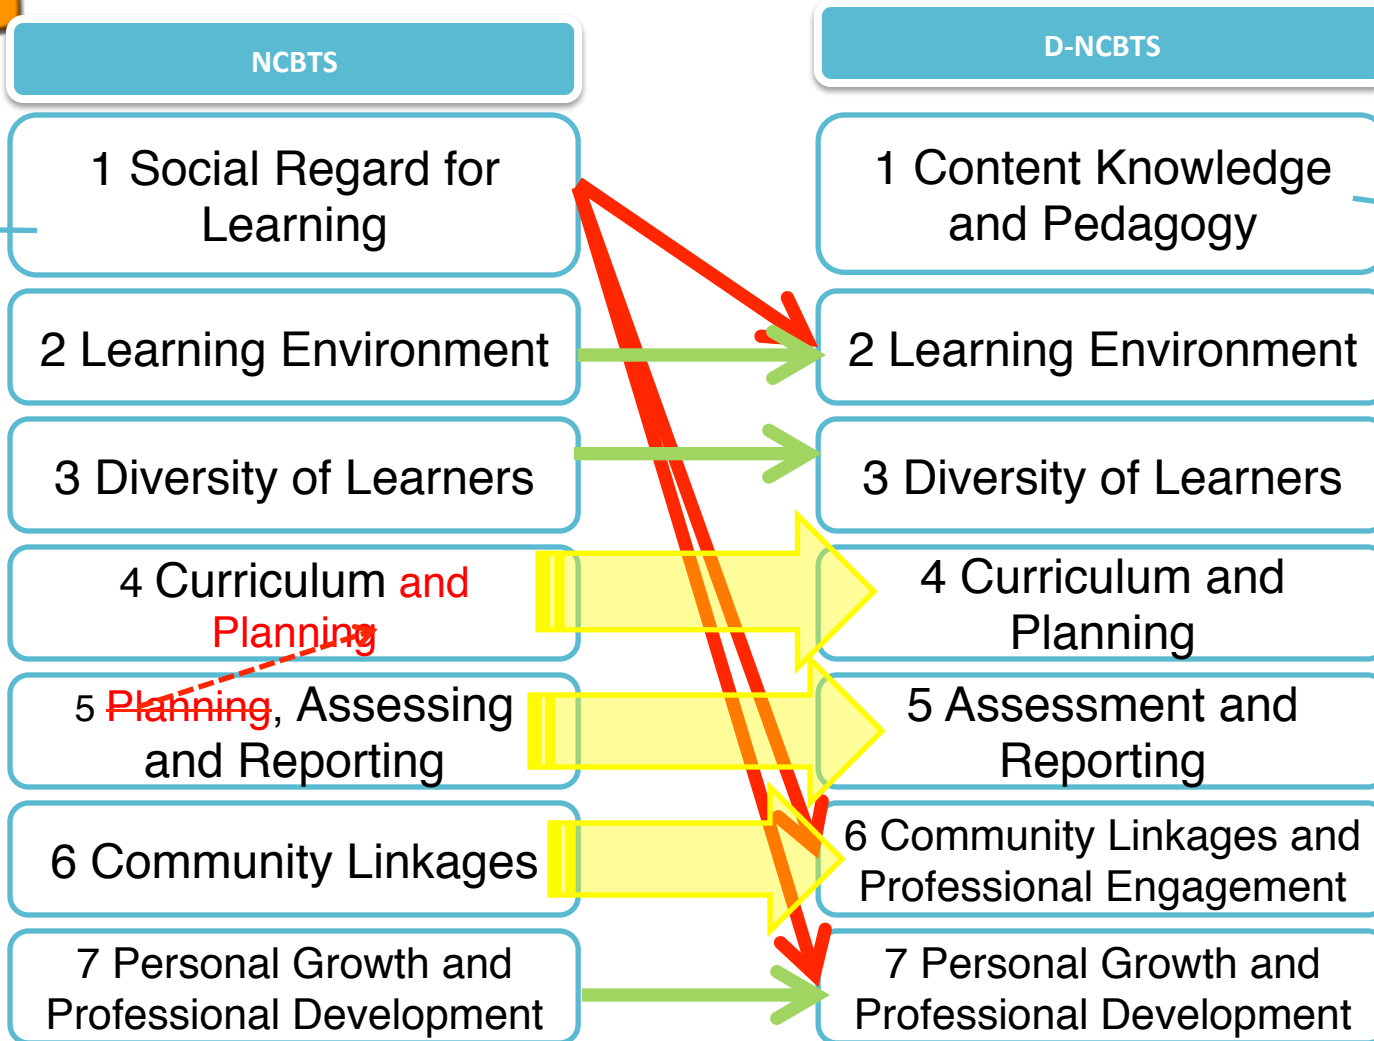 NCBTS
1 Social Regard for
Learning
2 Learning Environment
3 Diversity of Learners
4 Curriculum and
Planning
5 Planning, Assessing
and Reporting
6 Community Linkages
7 Personal Growth and
Professional Development
D-NCBTS
1 Content Knowledge
and Pedagogy
2 Learning Environment
3 Diversity of Learners
4 Curriculum and
Planning
5 Assessment and
Reporting
6 Community Linkages and
Professional Engagement
7 Personal Growth and
Professional Development